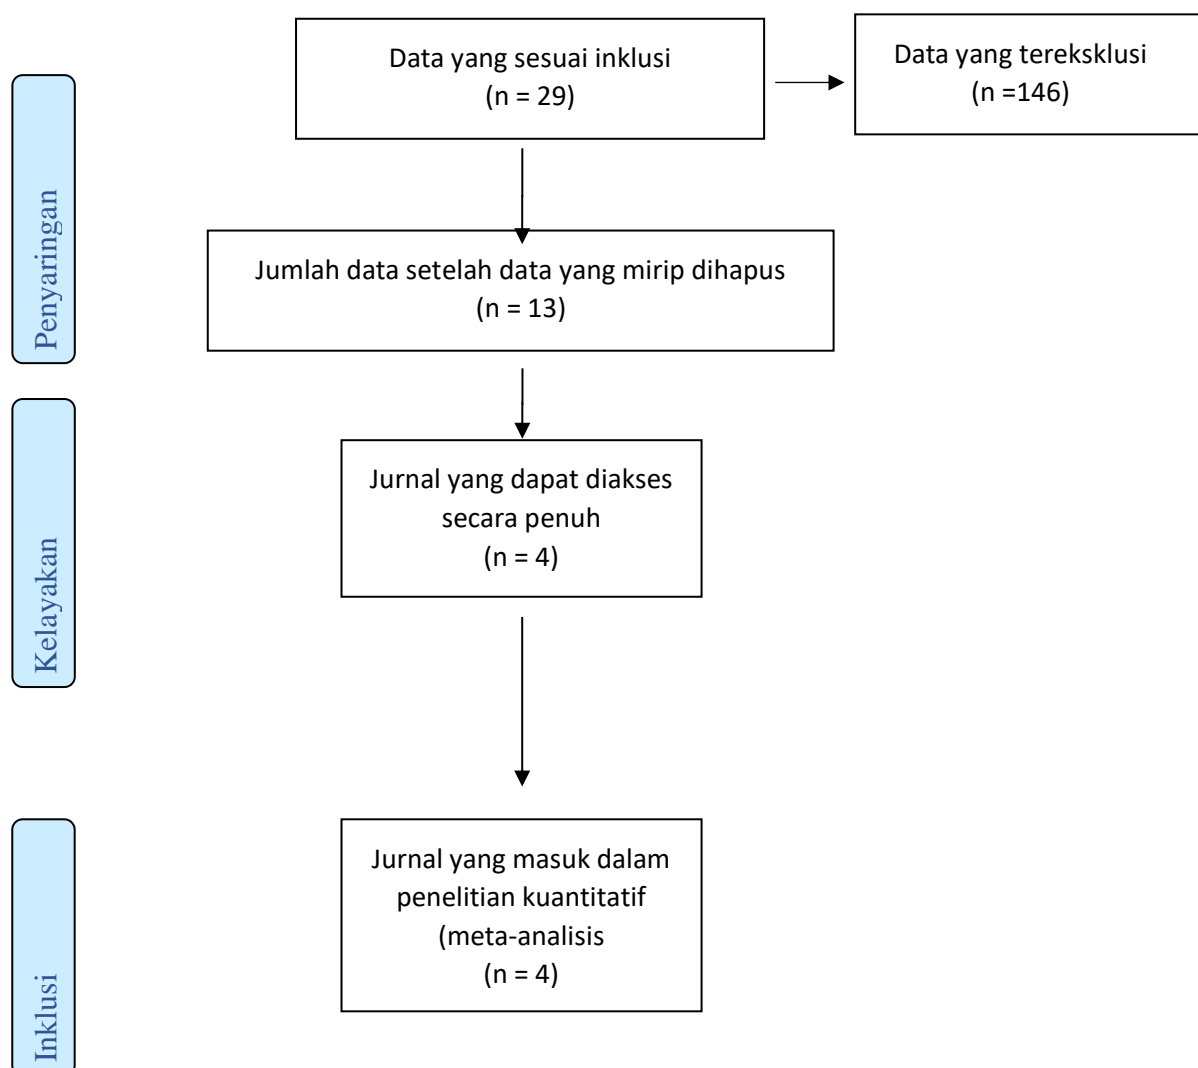 Data yang sesuai inklusi
(n = 29)
Data yang tereksklusi
(n =146)
Penyaringan
Jumlah data setelah data yang mirip dihapus
(n = 13)
Kelayakan
Jurnal yang dapat diakses
secara penuh
(n = 4)
Inklusi
Jurnal yang masuk dalam
penelitian kuantitatif
(meta-analisis
(n = 4)